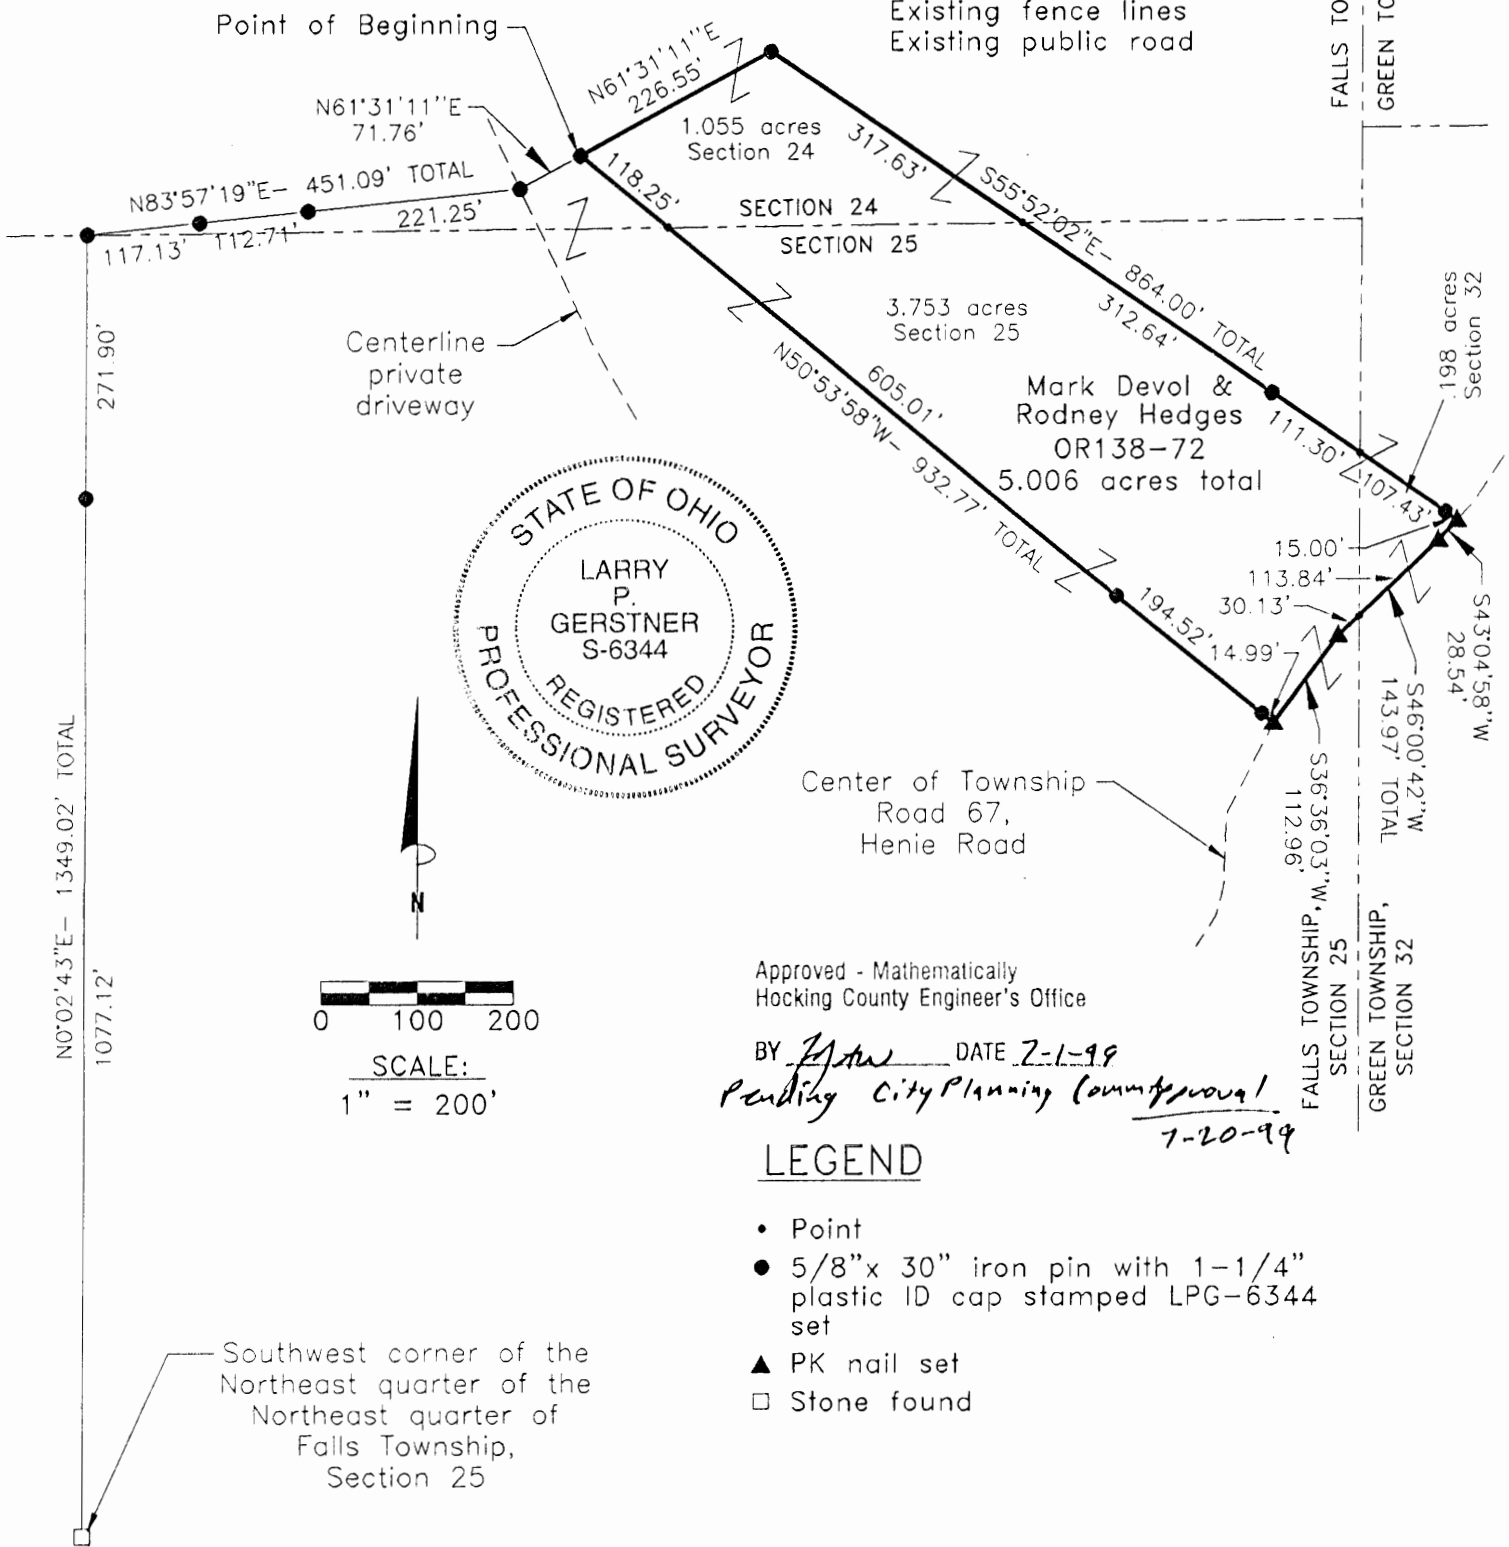 Existing fence lines
Existing public road
Point of Beginning
FALLS TO
GREEN TO
N61°31'11"E
226.55'
N61°31'11"E
71.76'
1.055 acres
Section 24
317.63'
S55°52'02"E- 864.00' TOTAL
118.25'
N83°57'19"E- 451.09' TOTAL
117.13'
112.71'
221.25'
SECTION 24
SECTION 25
271.90'
3.753 acres
Section 25
312.64'
.198 acres
Section 32
Centerline
private
driveway
605.01'
N50°53'58"W- 932.77' TOTAL
Mark Devol &
Rodney Hedges
OR138-72
5.006 acres total
111.30'
107.43'
15.00'
113.84'
30.13'
14.99'
194.52'
S43°04'58"W
28.54'
S46°00'42"W
143.97' TOTAL
S36°36'03"W
112.96'
STATE OF OHIO
LARRY
P.
GERSTNER
S-6344
REGISTERED
PROFESSIONAL SURVEYOR
N0°02'43"E- 1349.02' TOTAL
1077.12'
N
0 100 200
SCALE:
1" = 200'
Center of Township
Road 67,
Henie Road
FALLS TOWNSHIP,
SECTION 25
GREEN TOWNSHIP,
SECTION 32
Approved - Mathematically
Hocking County Engineer's Office
BY DATE 7-1-99
Pending City Planning Comm Approval
7-20-99
LEGEND
• Point
● 5/8"x 30" iron pin with 1-1/4"
plastic ID cap stamped LPG-6344
set
▲ PK nail set
□ Stone found
Southwest corner of the
Northeast quarter of the
Northeast quarter of
Falls Township,
Section 25